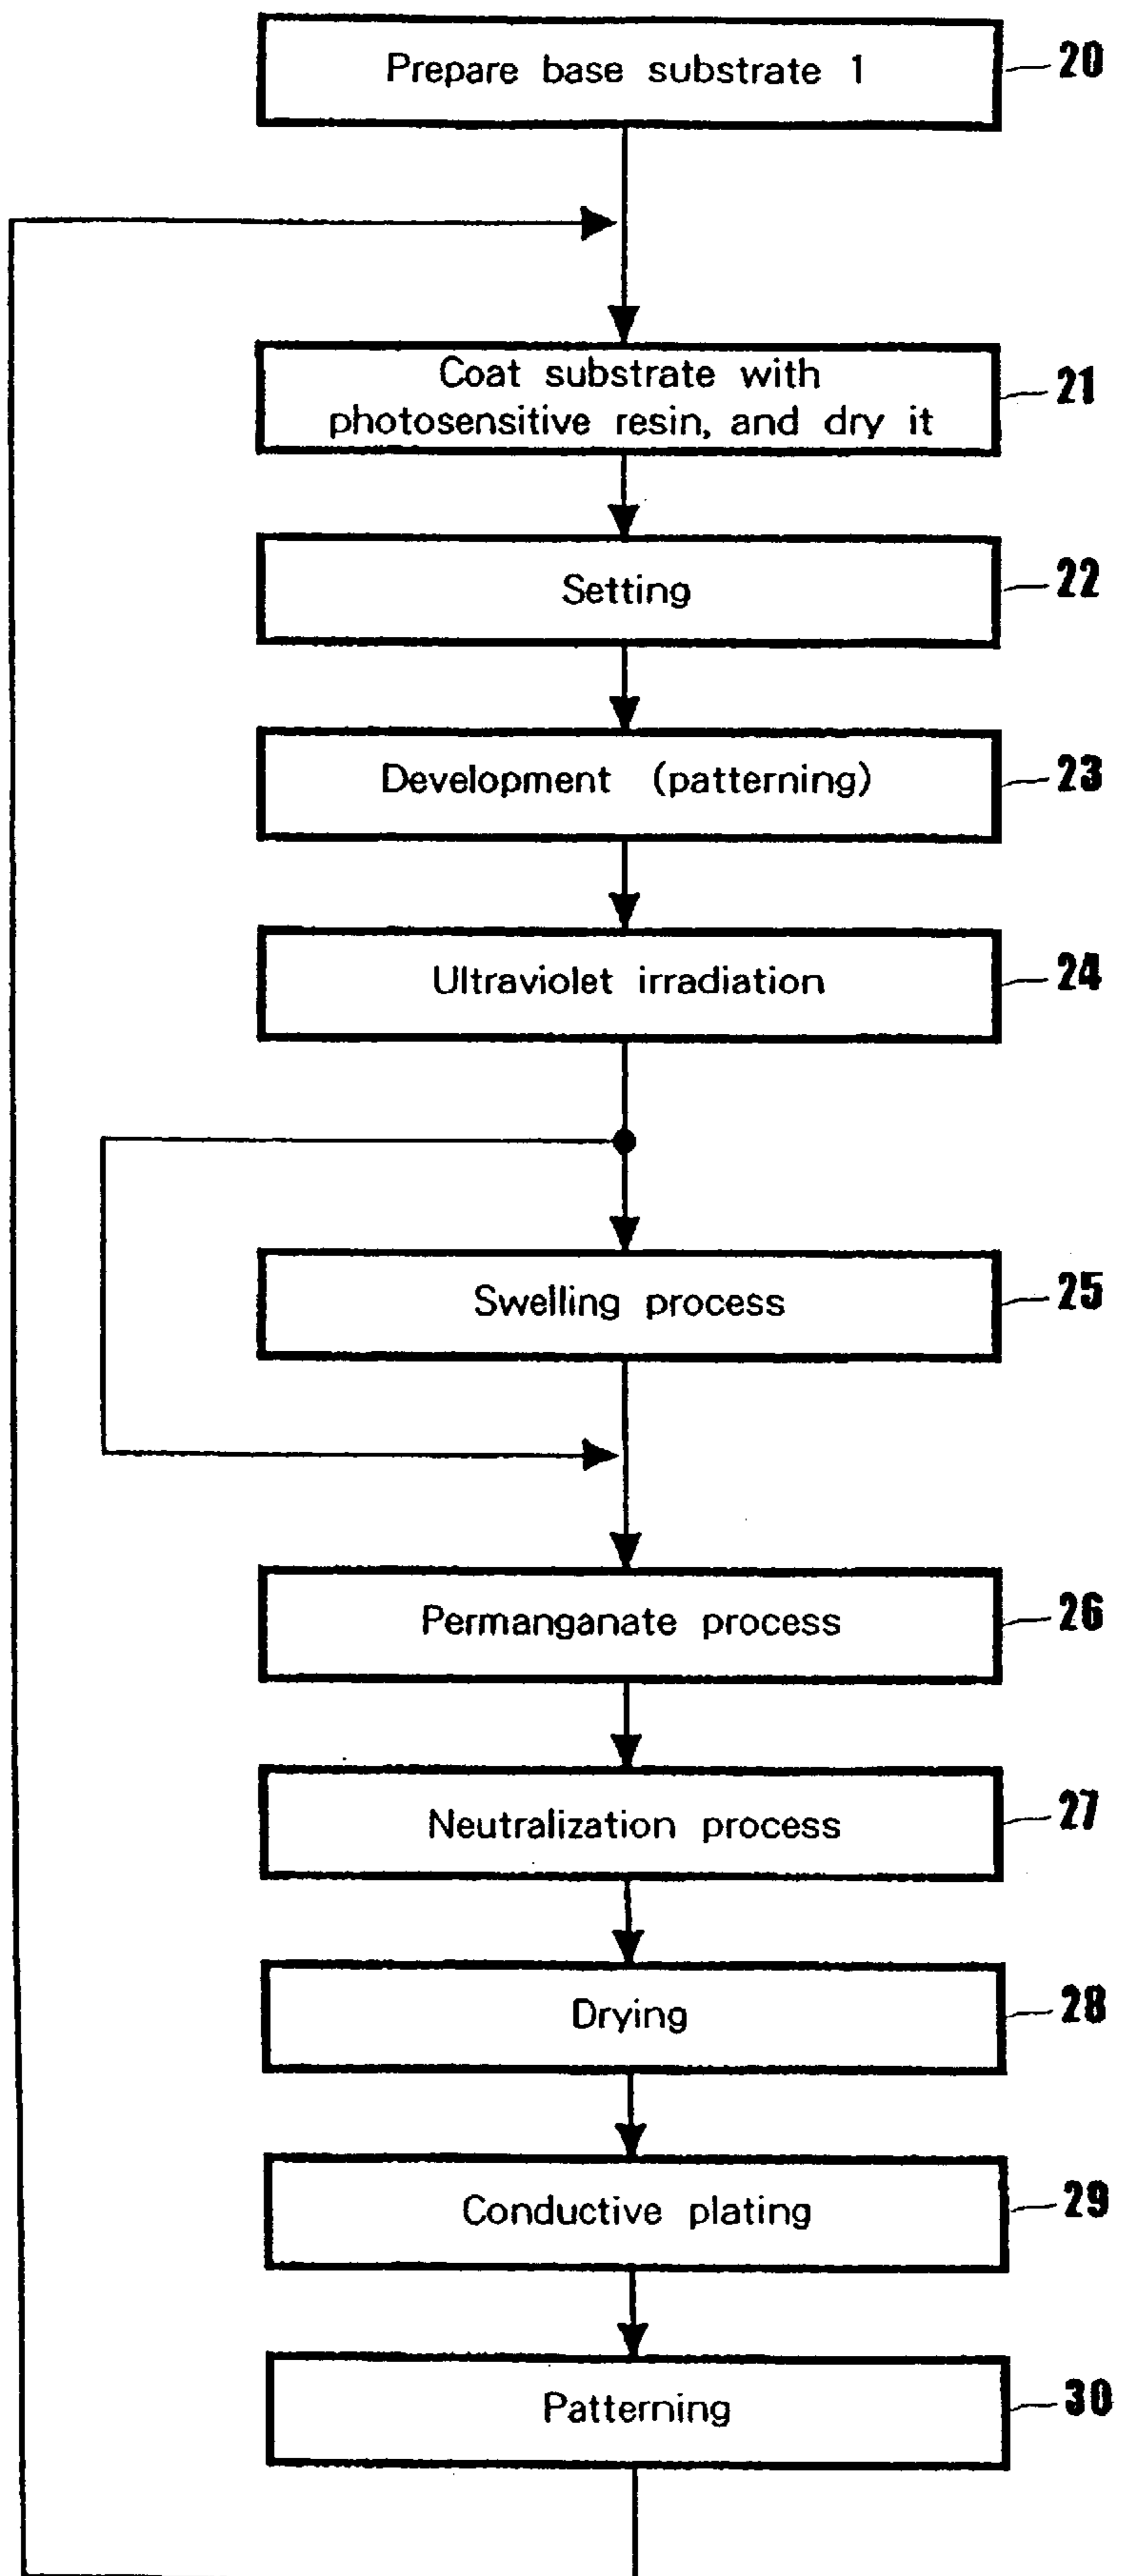 Prepare base substrate 1
20
Coat substrate with
photosensitive resin, and dry it
21
Setting
22
Development (patterning)
23
Ultraviolet irradiation
24
Swelling process
25
Permanganate process
26
Neutralization process
27
Drying
28
Conductive plating
29
Patterning
30